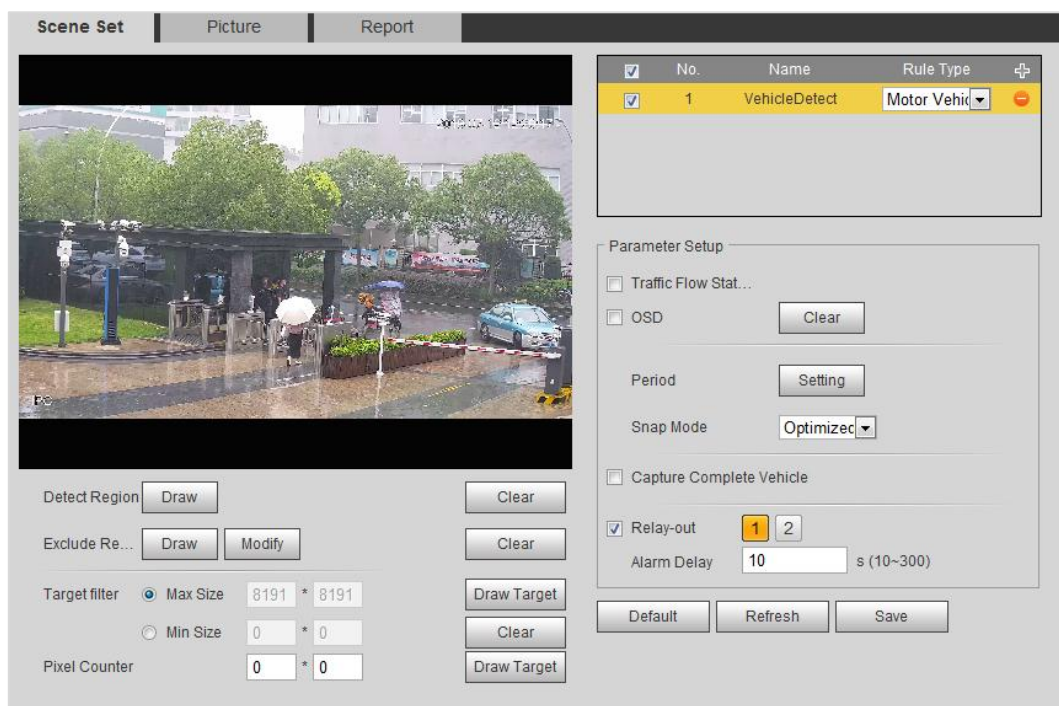 Scene Set Picture Report
No. Name Rule Type
1 VehicleDetect Motor Vehic
Parameter Setup
Traffic Flow Stat...
OSD Clear
Period Setting
Snap Mode Optimized
Capture Complete Vehicle
Relay-out 1 2
Alarm Delay 10 s (10~300)
Default Refresh Save
PC
Detect Region Draw Clear
Exclude Re... Draw Modify Clear
Target filter Max Size 8191 * 8191 Draw Target
Min Size 0 * 0 Clear
Pixel Counter 0 * 0 Draw Target